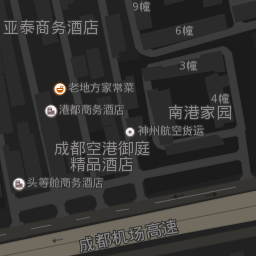 9幢
亚泰商务酒店
6幢
3幢
老地方家常菜
4幢
港都商务酒店
南港家园
神州航空货运
成都空港御庭
精品酒店
头等舱商务酒店
成都机场高速